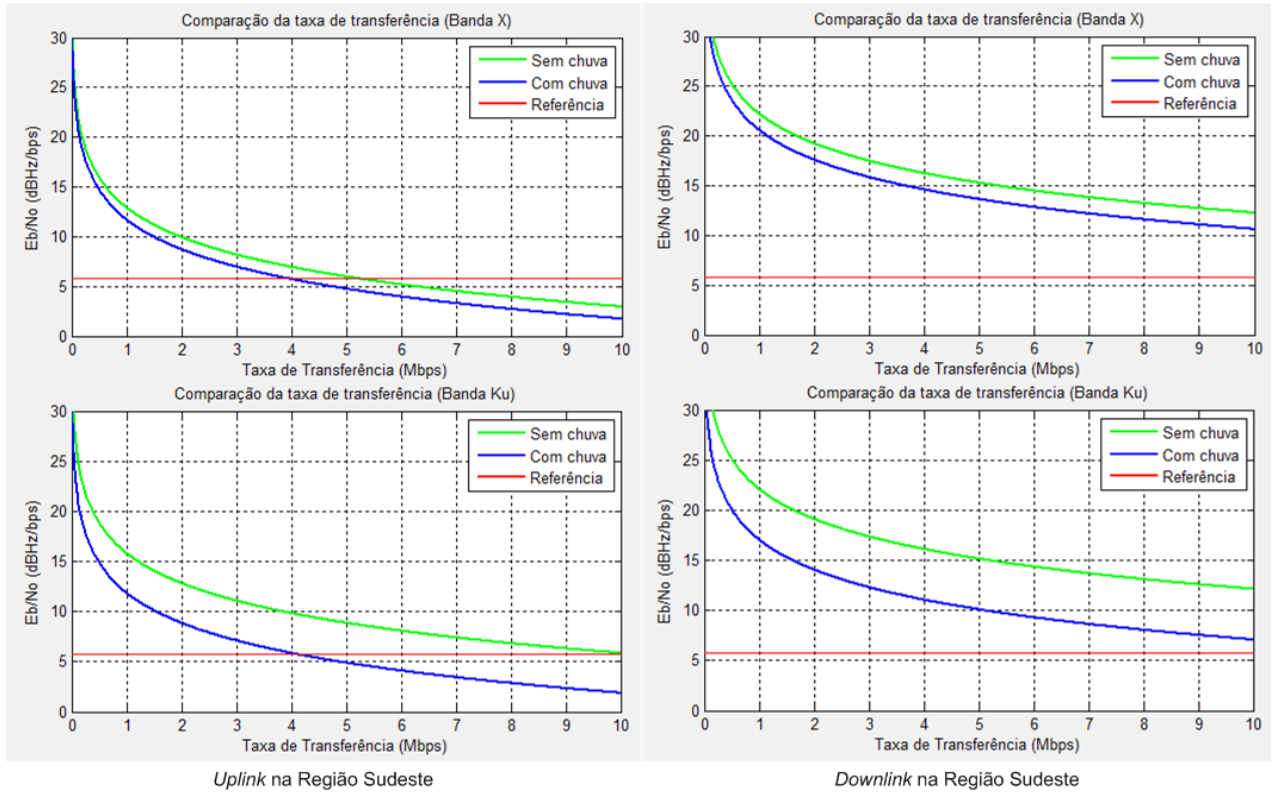 Comparação da taxa de transferência (Banda X)
30
25
20
15
10
5
0
Eb/No (dBHz/bps)
Sem chuva
Com chuva
Referência
0 1 2 3 4 5 6 7 8 9 10
Taxa de Transferência (Mbps)
Comparação da taxa de transferência (Banda X)
30
25
20
15
10
5
0
Eb/No (dBHz/bps)
Sem chuva
Com chuva
Referência
0 1 2 3 4 5 6 7 8 9 10
Taxa de Transferência (Mbps)
Comparação da taxa de transferência (Banda Ku)
30
25
20
15
10
5
0
Eb/No (dBHz/bps)
Sem chuva
Com chuva
Referência
0 1 2 3 4 5 6 7 8 9 10
Taxa de Transferência (Mbps)
Comparação da taxa de transferência (Banda Ku)
30
25
20
15
10
5
0
Eb/No (dBHz/bps)
Sem chuva
Com chuva
Referência
0 1 2 3 4 5 6 7 8 9 10
Taxa de Transferência (Mbps)
Uplink na Região Sudeste
Downlink na Região Sudeste